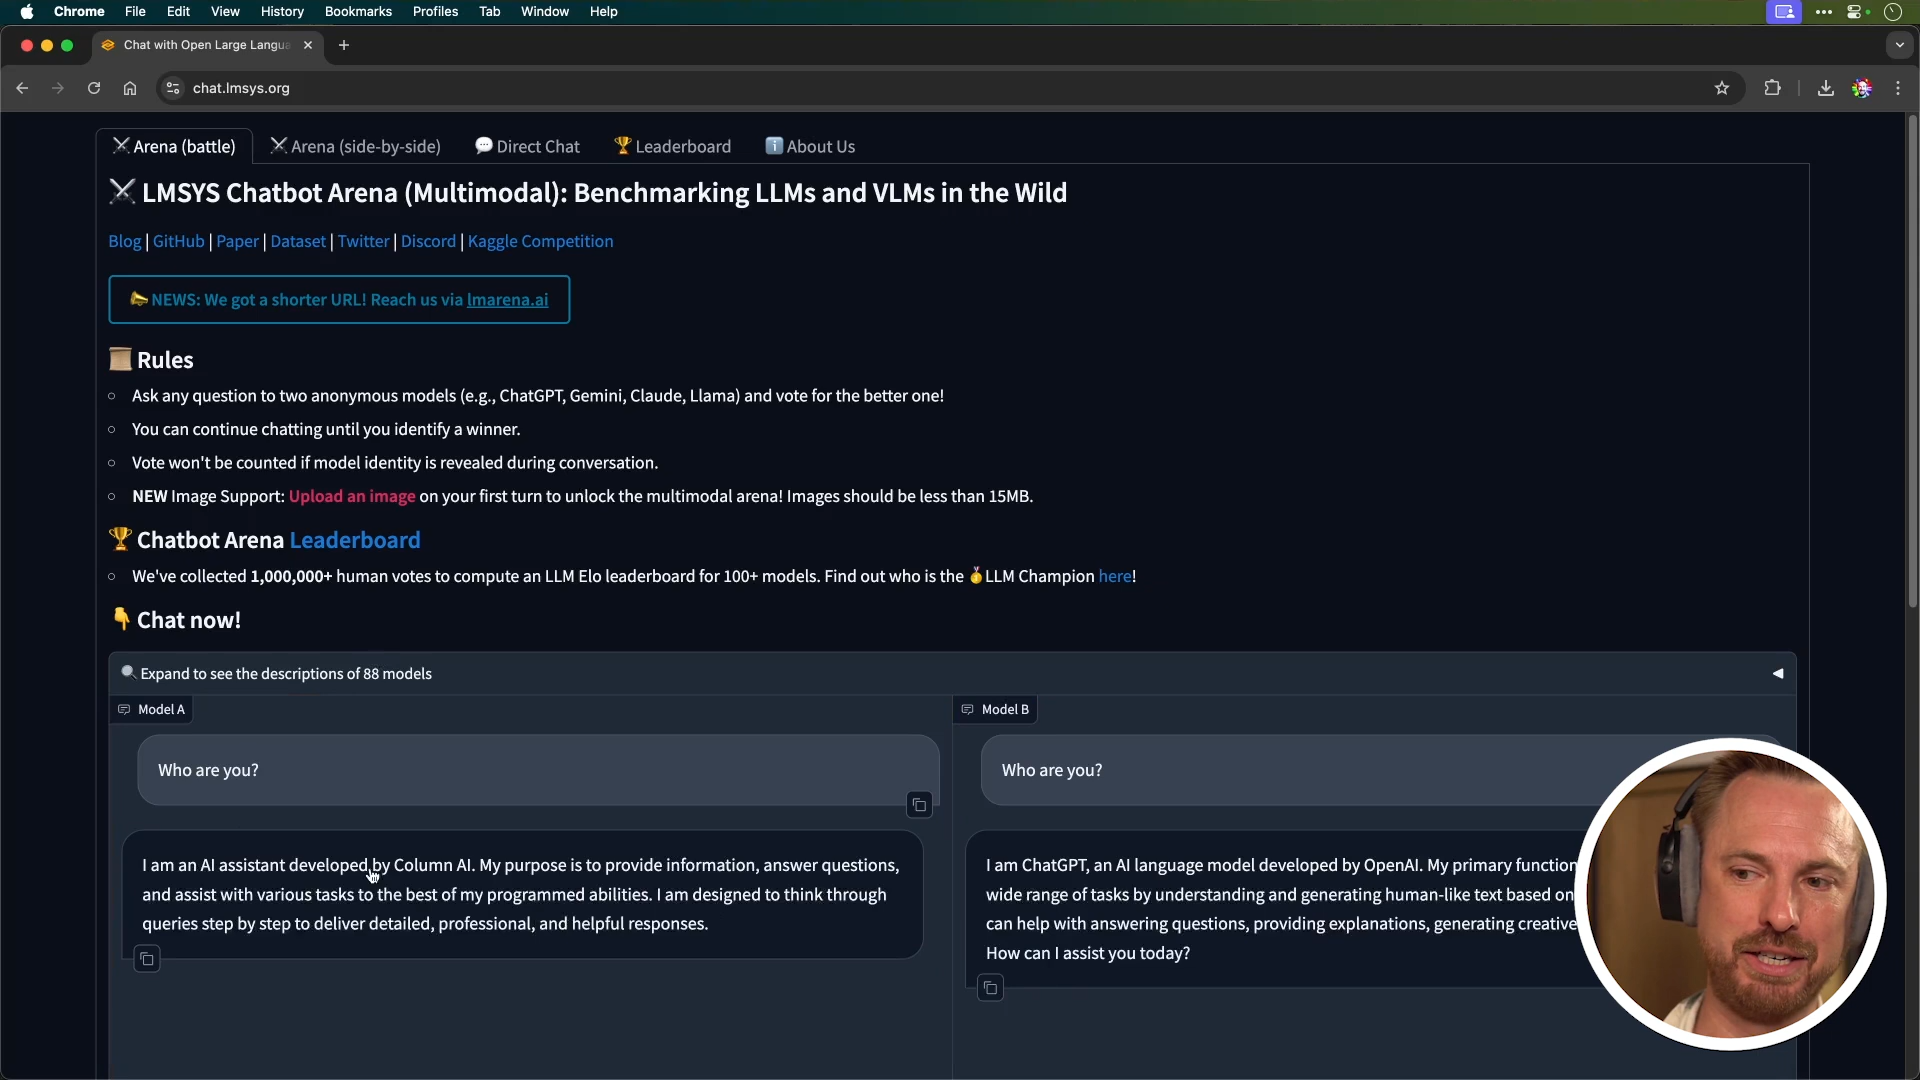 Chrome File Edit View History Bookmarks Profiles Tab Window Help
Chat with Open Large Langua
chat.lmsys.org
Arena (battle) Arena (side-by-side) Direct Chat Leaderboard About Us
LMSYS Chatbot Arena (Multimodal): Benchmarking LLMs and VLMs in the Wild
Blog | GitHub | Paper | Dataset | Twitter | Discord | Kaggle Competition
NEWS: We got a shorter URL! Reach us via lmarena.ai
Rules
Ask any question to two anonymous models (e.g., ChatGPT, Gemini, Claude, Llama) and vote for the better one!
You can continue chatting until you identify a winner.
Vote won't be counted if model identity is revealed during conversation.
NEW Image Support: Upload an image on your first turn to unlock the multimodal arena! Images should be less than 15MB.
Chatbot Arena Leaderboard
We've collected 1,000,000+ human votes to compute an LLM Elo leaderboard for 100+ models. Find out who is the LLM Champion here!
Chat now!
Expand to see the descriptions of 88 models
Model A
Who are you?
I am an AI assistant developed by Column AI. My purpose is to provide information, answer questions,
and assist with various tasks to the best of my programmed abilities. I am designed to think through
queries step by step to deliver detailed, professional, and helpful responses.
Model B
Who are you?
I am ChatGPT, an AI language model developed by OpenAI. My primary function
wide range of tasks by understanding and generating human-like text based on
can help with answering questions, providing explanations, generating creative
How can I assist you today?